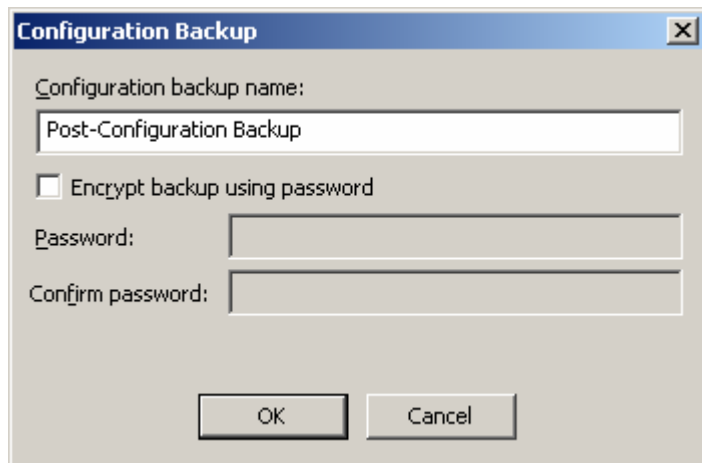 Configuration Backup
Configuration backup name:
Post-Configuration Backup
Encrypt backup using password
Password:
Confirm password:
OK Cancel